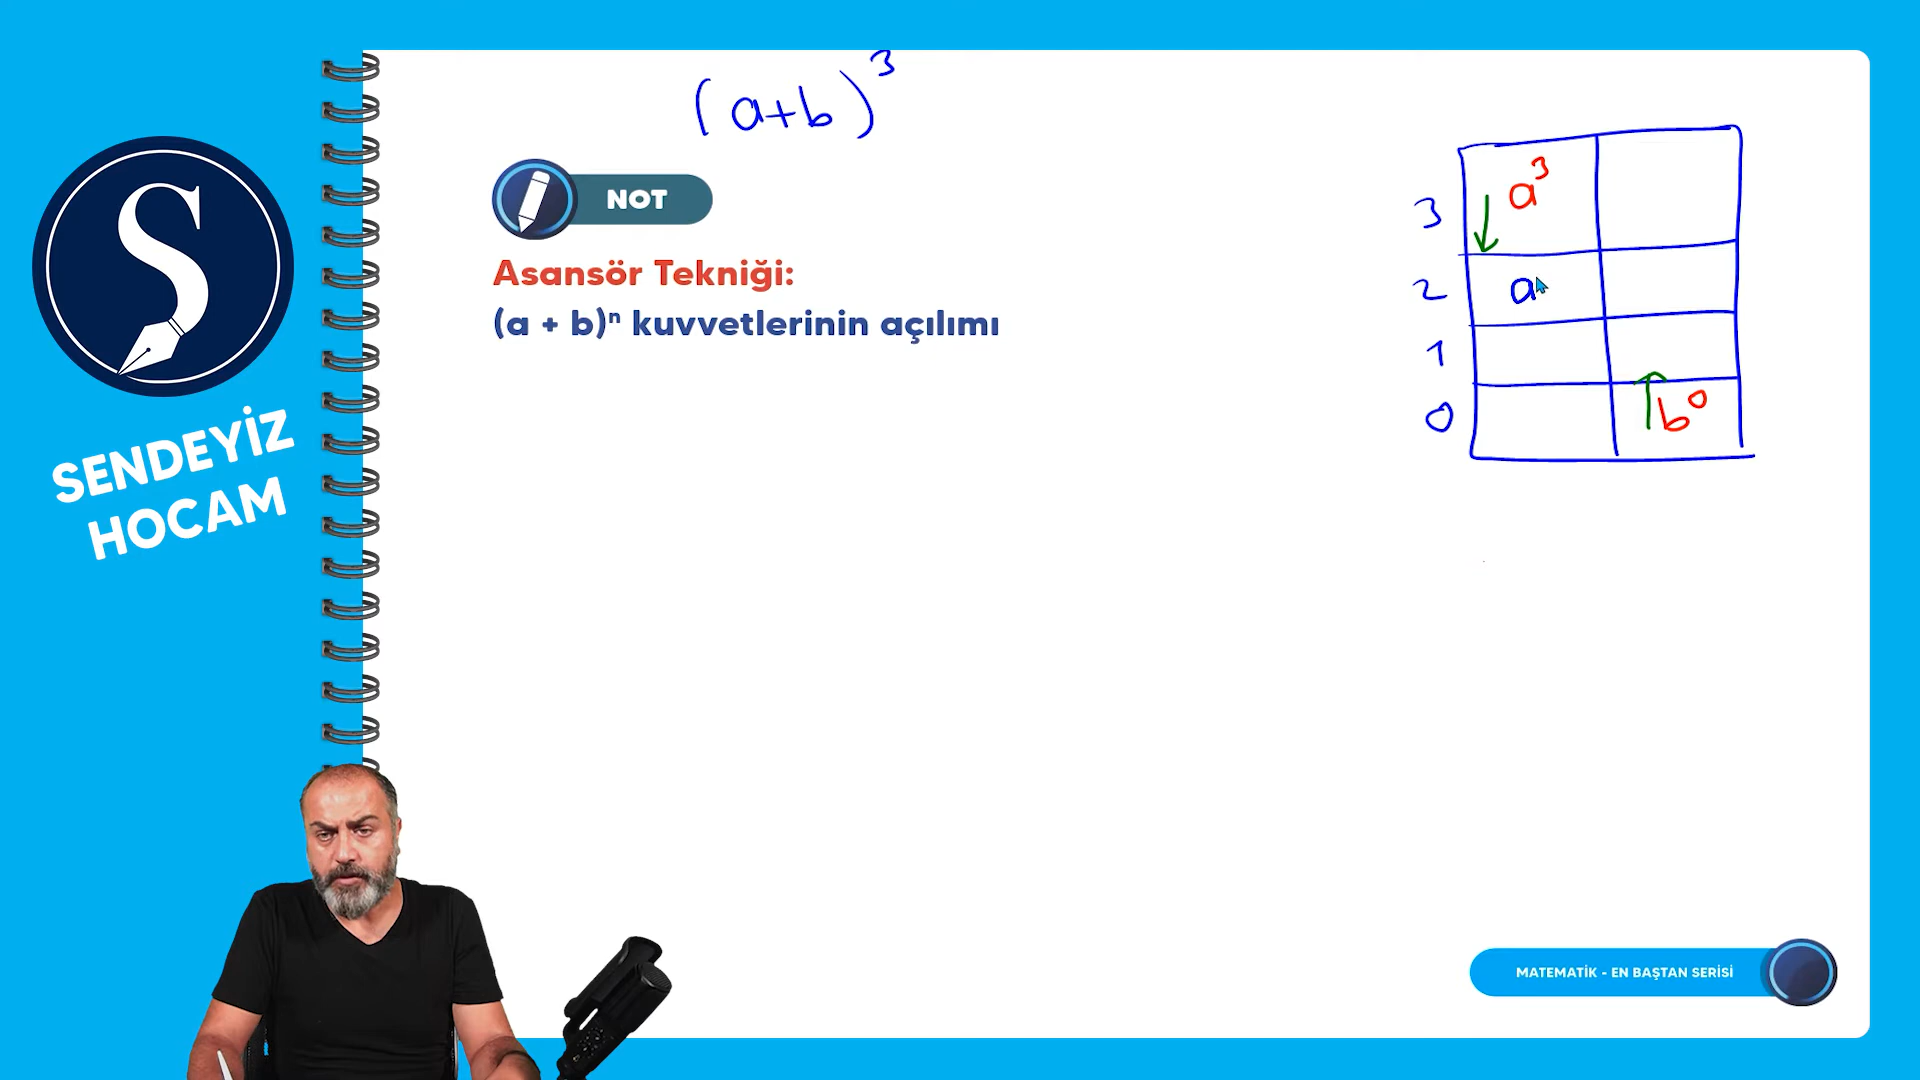 (a+b)³
NOT
Asansör Tekniği:
(a + b)ⁿ kuvvetlerinin açılımı
3 a³
2 a
1
0 b⁰
S
SENDEYİZ
HOCAM
MATEMATİK - EN BAŞTAN SERİSİ